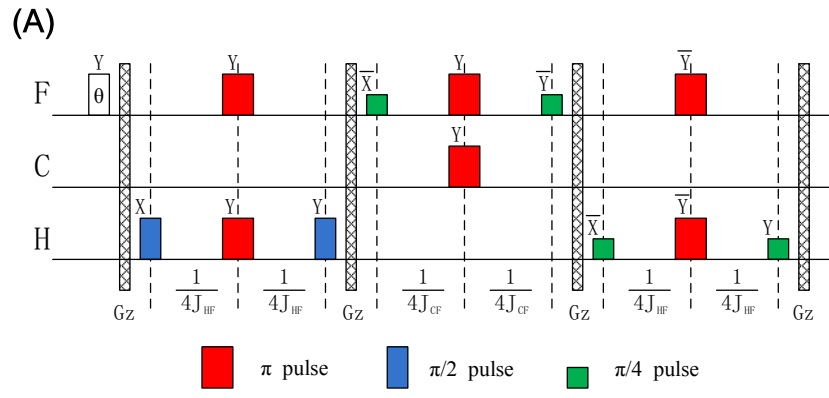 (A)
Y Y X̅ Y Y̅ Y̅
F θ
Y
C
X Y Y X̅ Y̅ Y
H
1/4J_HF 1/4J_HF 1/4J_CF 1/4J_CF 1/4J_HF 1/4J_HF
Gz Gz Gz Gz
π pulse π/2 pulse π/4 pulse